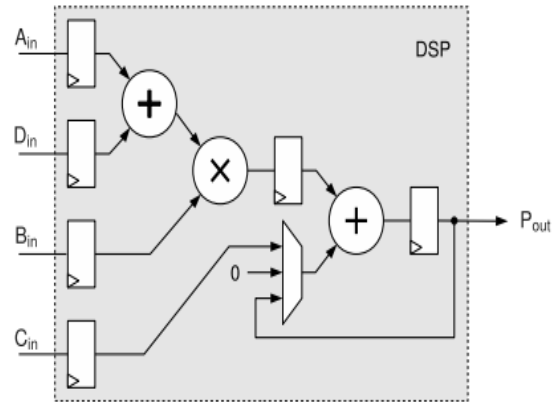 A_in
DSP
D_in
B_in
0
P_out
C_in
+
×
+